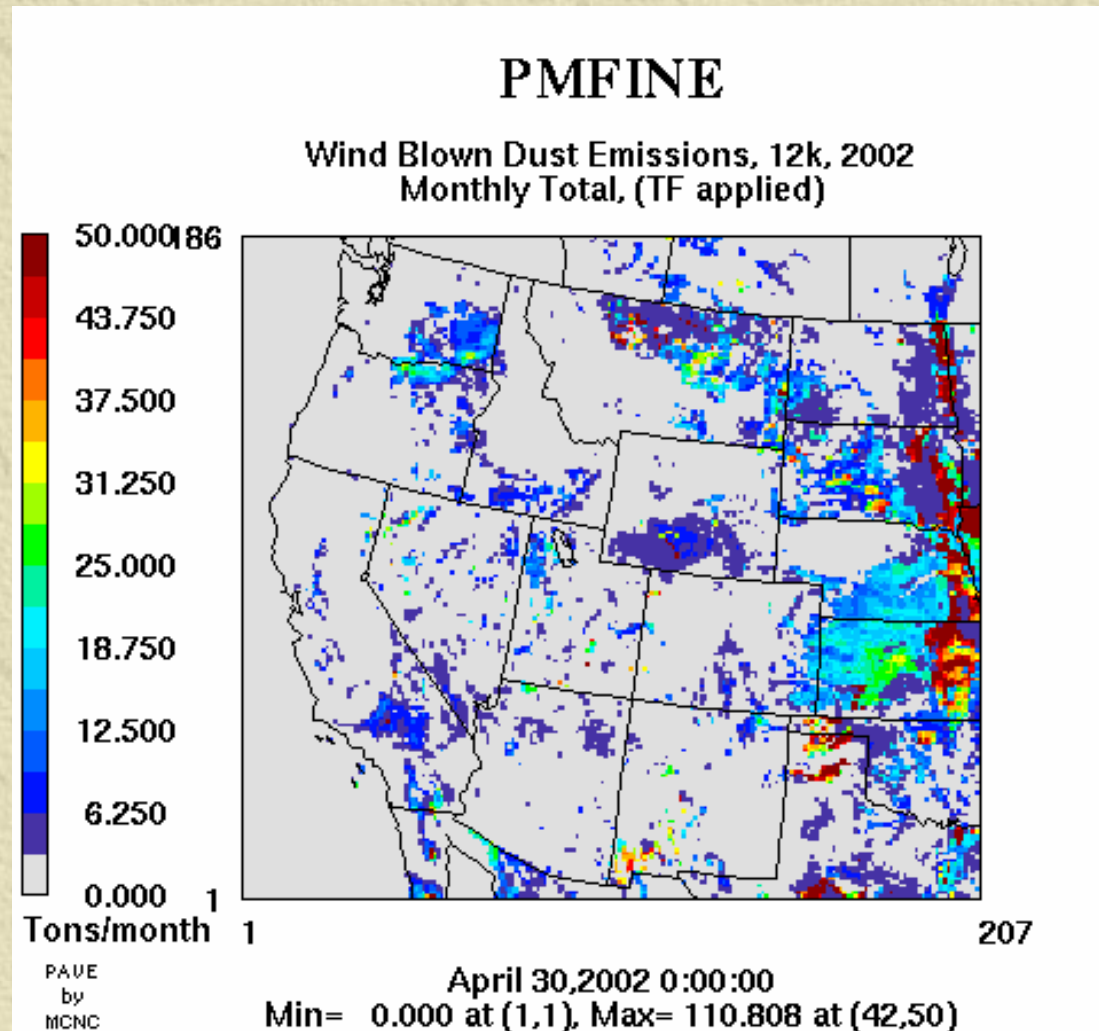 PMFINE
Wind Blown Dust Emissions, 12k, 2002
Monthly Total, (TF applied)
50.000
43.750
37.500
31.250
25.000
18.750
12.500
6.250
0.000
Tons/month
186
1
1
207
PAVE
by
MCNC
April 30,2002 0:00:00
Min= 0.000 at (1,1), Max= 110.808 at (42,50)